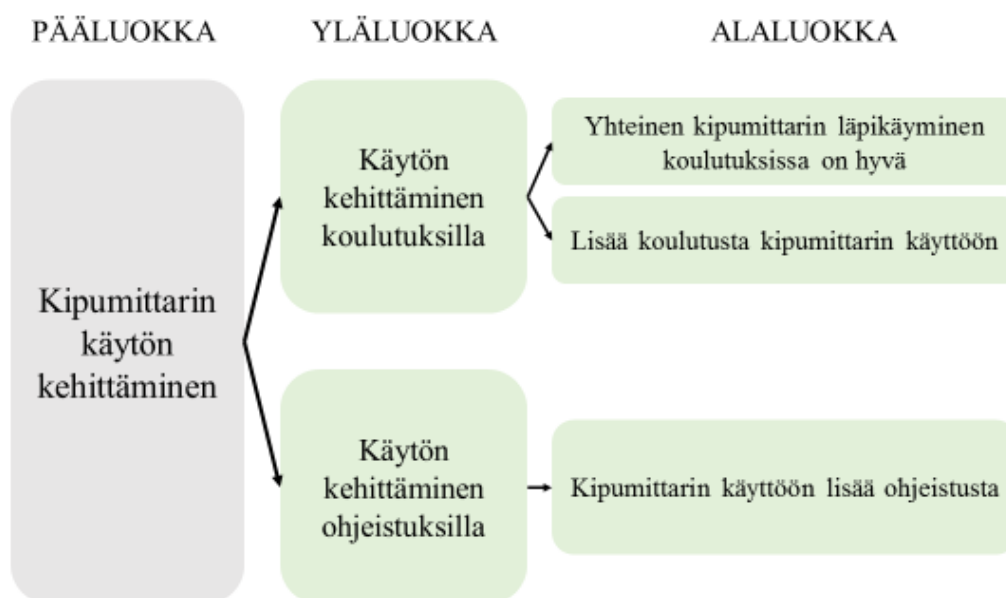 PÄÄLUOKKA
YLÄLUOKKA
ALALUOKKA
Kipumittarin
käytön
kehittäminen
Käytön
kehittäminen
koulutuksilla
Yhteinen kipumittarin läpikäyminen
koulutuksissa on hyvä
Lisää koulutusta kipumittarin käyttöön
Käytön
kehittäminen
ohjeistuksilla
Kipumittarin käyttöön lisää ohjeistusta